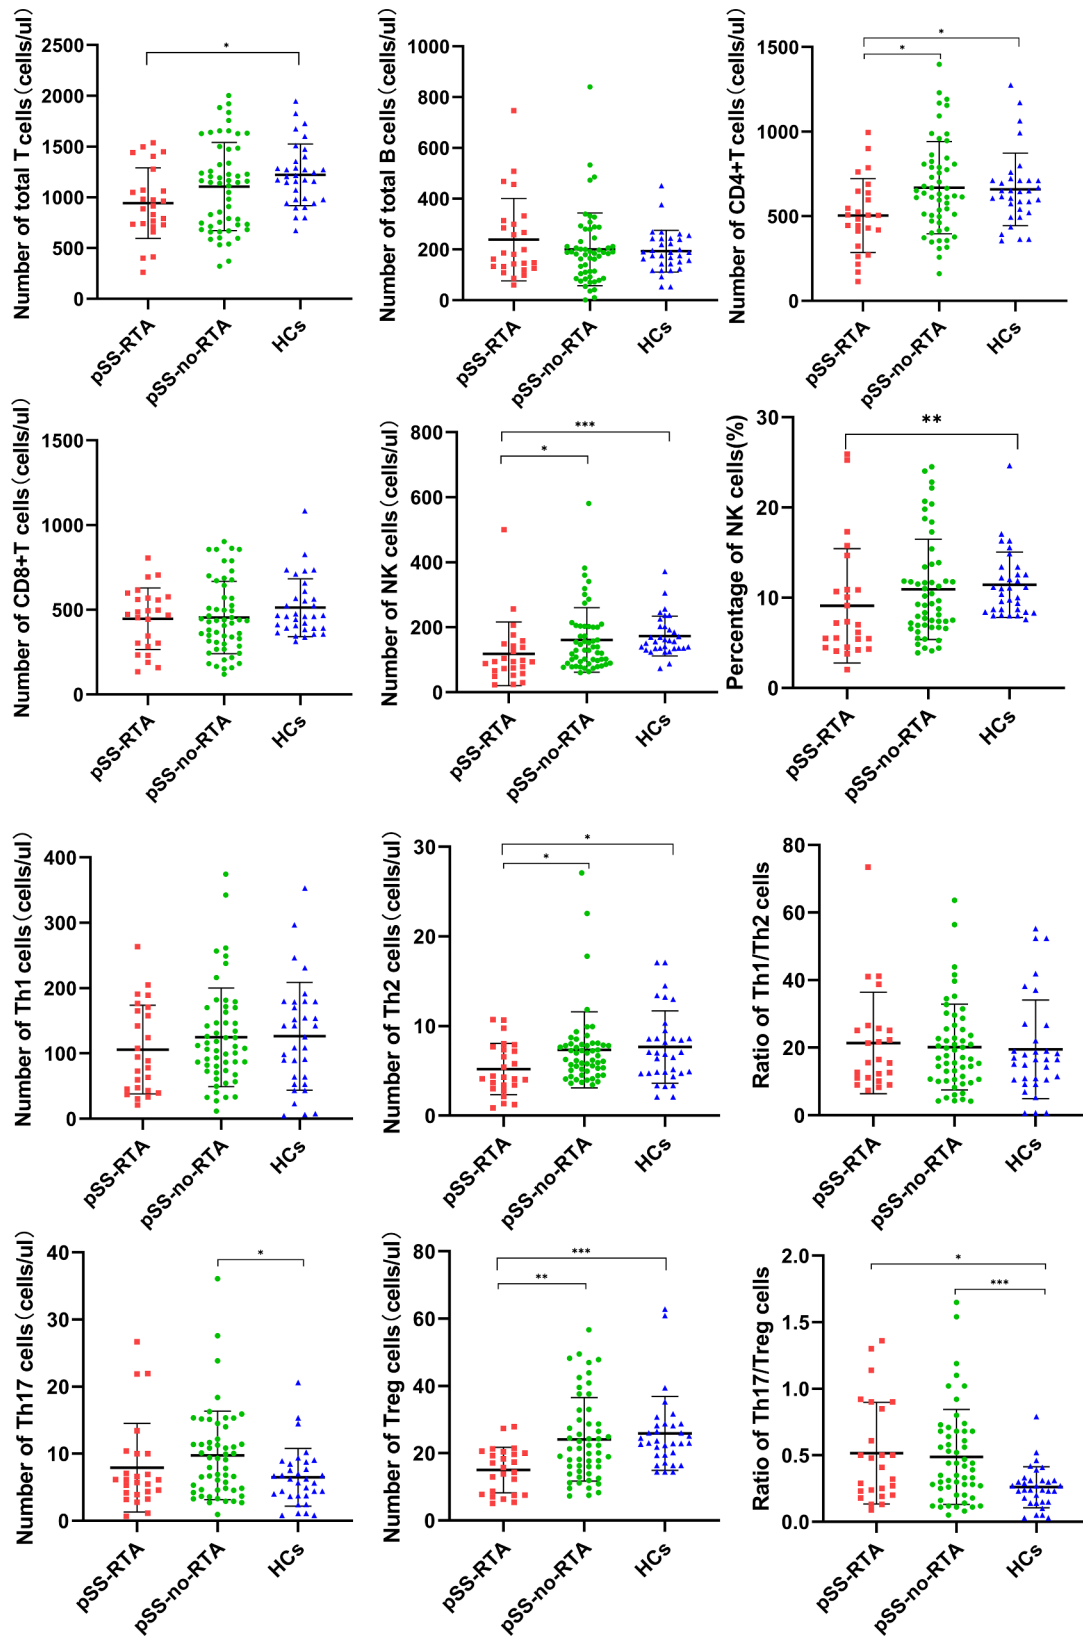 Number of total T cells（cells/ul）
2500
2000
1500
1000
500
0
*
pSS-RTA
pSS-no-RTA
HCs
Number of total B cells（cells/ul）
1000
800
600
400
200
0
pSS-RTA
pSS-no-RTA
HCs
Number of CD4+T cells（cells/ul）
1500
1000
500
0
*
*
pSS-RTA
pSS-no-RTA
HCs
Number of CD8+T cells（cells/ul）
1500
1000
500
0
pSS-RTA
pSS-no-RTA
HCs
Number of NK cells（cells/ul）
800
600
400
200
0
***
*
pSS-RTA
pSS-no-RTA
HCs
Percentage of NK cells(%)
30
20
10
0
**
pSS-RTA
pSS-no-RTA
HCs
Number of Th1 cells（cells/ul）
400
300
200
100
0
pSS-RTA
pSS-no-RTA
HCs
Number of Th2 cells（cells/ul）
30
20
10
0
*
*
pSS-RTA
pSS-no-RTA
HCs
Ratio of Th1/Th2 cells
80
60
40
20
0
pSS-RTA
pSS-no-RTA
HCs
Number of Th17 cells（cells/ul）
40
30
20
10
0
*
pSS-RTA
pSS-no-RTA
HCs
Number of Treg cells（cells/ul）
80
60
40
20
0
***
**
pSS-RTA
pSS-no-RTA
HCs
Ratio of Th17/Treg cells
2.0
1.5
1.0
0.5
0.0
*
***
pSS-RTA
pSS-no-RTA
HCs